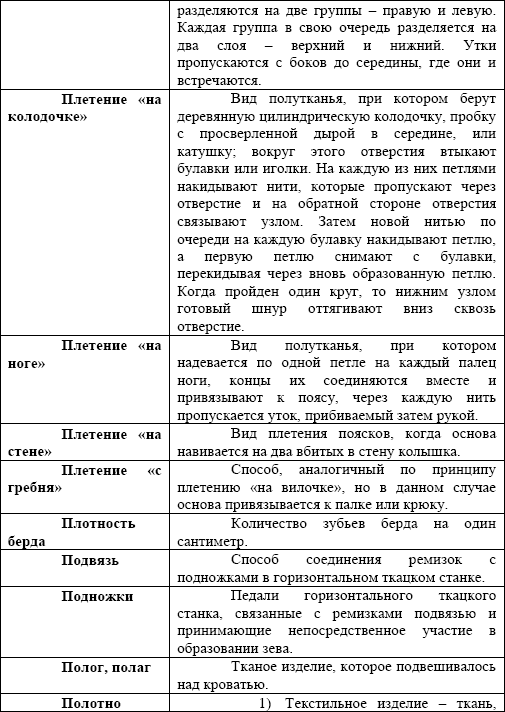 разделяются на две группы – правую и левую.
Каждая группа в свою очередь разделяется на
два слоя – верхний и нижний. Утки
пропускаются с боков до середины, где они и
встречаются.
Плетение «на
колодочке»
Вид полутканья, при котором берут
деревянную цилиндрическую колодочку, пробку
с просверленной дырой в середине, или
катушку; вокруг этого отверстия втыкают
булавки или иголки. На каждую из них петлями
накидывают нити, которые пропускают через
отверстие и на обратной стороне отверстия
связывают узлом. Затем новой нитью по
очереди на каждую булавку накидывают петлю,
а первую петлю снимают с булавки,
перекидывая через вновь образованную петлю.
Когда пройден один круг, то нижним узлом
готовый шнур оттягивают вниз сквозь
отверстие.
Плетение «на
ноге»
Вид полутканья, при котором
надевается по одной петле на каждый палец
ноги, концы их соединяются вместе и
привязывают к поясу, через каждую нить
пропускается уток, прибиваемый затем рукой.
Плетение «на
стене»
Вид плетения поясков, когда основа
навивается на два вбитых в стену колышка.
Плетение «с
гребня»
Способ, аналогичный по принципу
плетению «на вилочке», но в данном случае
основа привязывается к палке или крюку.
Плотность
берда
Количество зубьев берда на один
сантиметр.
Подвязь
Способ соединения ремизок с
подножками в горизонтальном ткацком станке.
Подножки
Педали горизонтального ткацкого
станка, связанные с ремизками подвязью и
принимающие непосредственное участие в
образовании зева.
Полог, полаг
Тканое изделие, которое подвешивалось
над кроватью.
Полотно
1) Текстильное изделие – ткань,